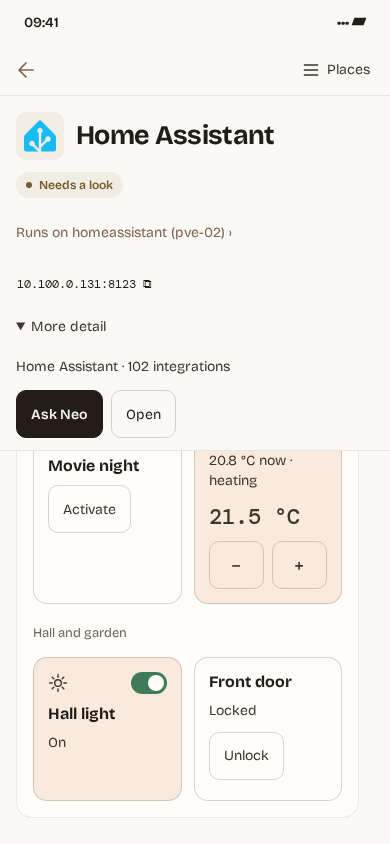 09:41
Places
Home Assistant
Needs a look
Runs on homeassistant (pve-02) ›
10.100.0.131:8123
▼ More detail
Home Assistant · 102 integrations
Ask Neo
Open
Movie night
Activate
20.8 °C now ·
heating
21.5 °C
− +
Hall and garden
Hall light
On
Front door
Locked
Unlock